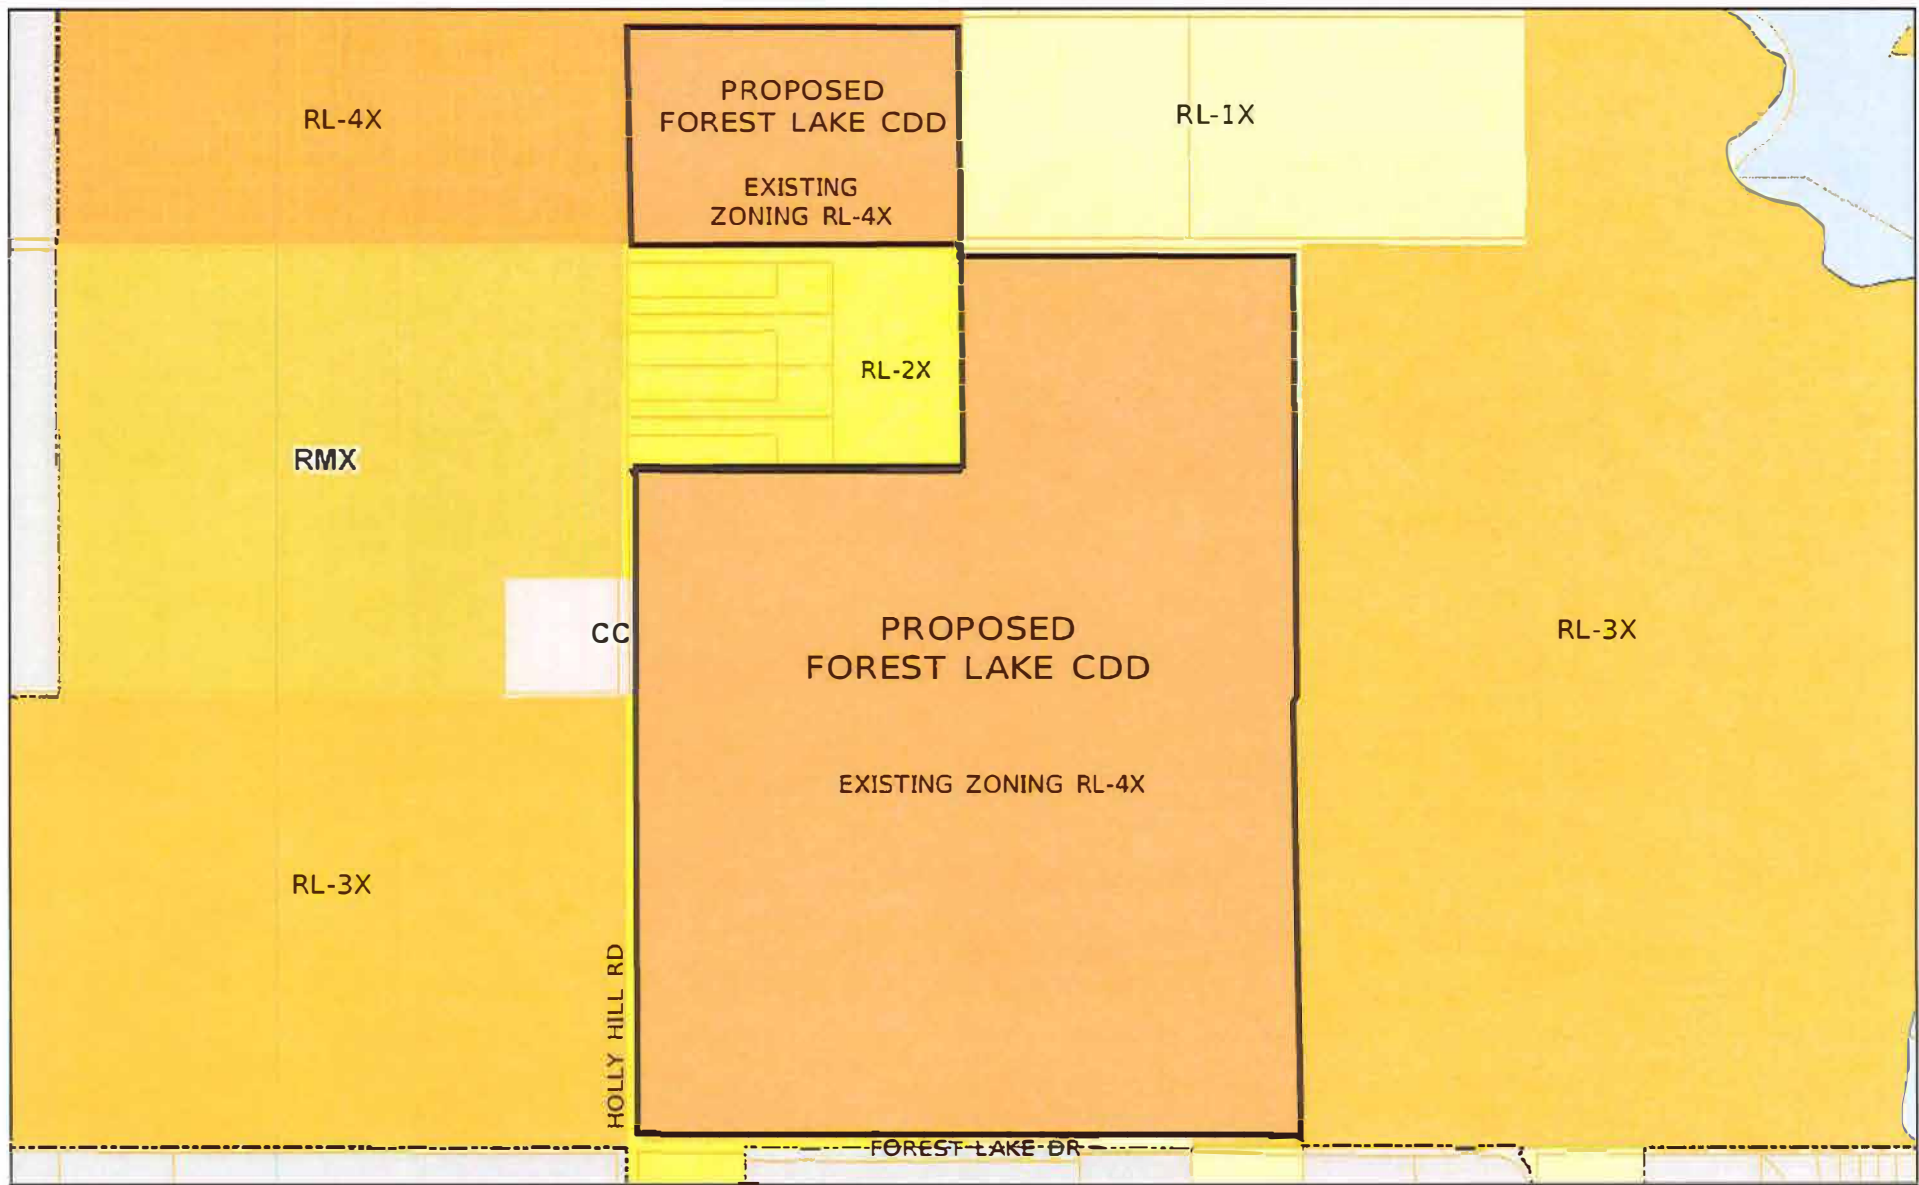 PROPOSED
FOREST LAKE CDD
EXISTING
ZONING RL-4X
RL-4X
RL-1X
RL-2X
RMX
CC
PROPOSED
FOREST LAKE CDD
RL-3X
EXISTING ZONING RL-4X
RL-3X
HOLLY HILL RD
FOREST LAKE DR